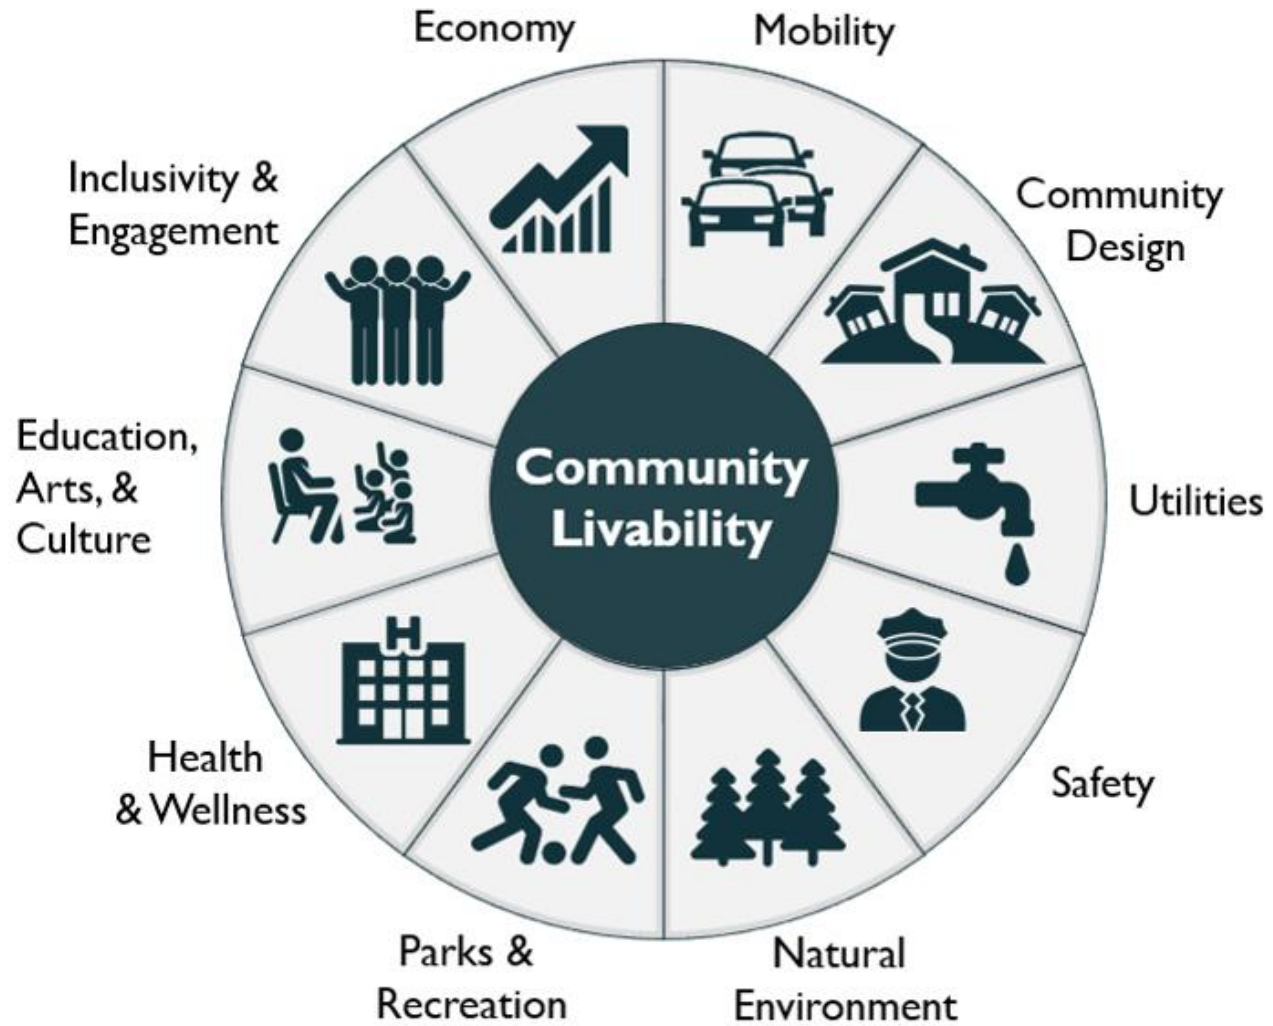 Economy
Mobility
Inclusivity &
Engagement
Community
Design
Education,
Arts, &
Culture
Community
Livability
Utilities
Health
& Wellness
Safety
Parks &
Recreation
Natural
Environment
H